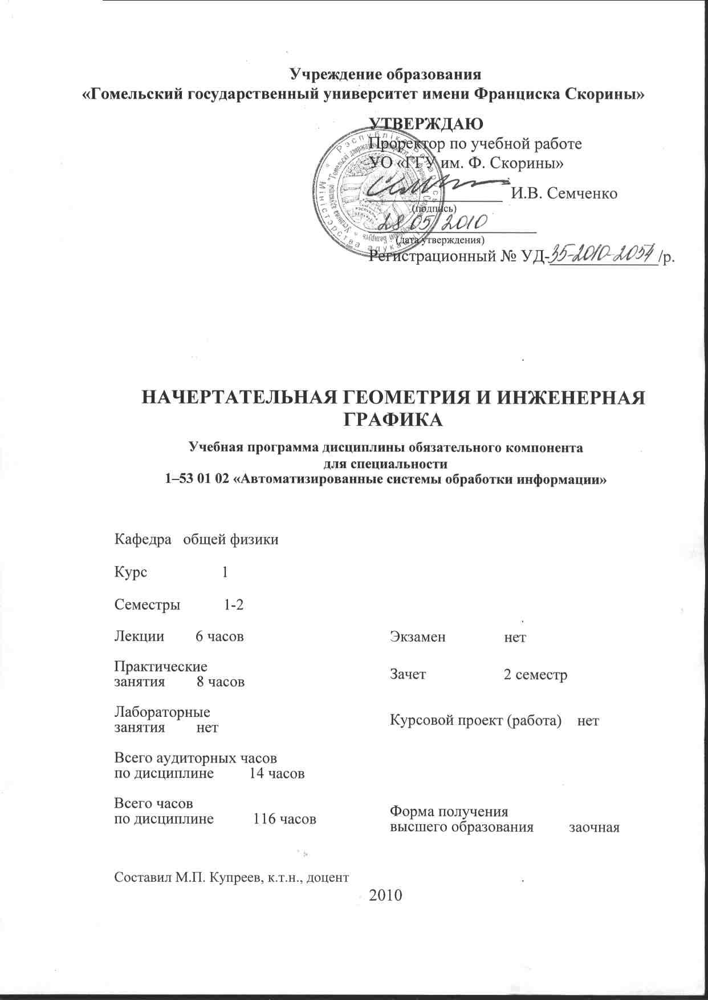 Учреждение образования
«Гомельский государственный университет имени Франциска Скорины»
УТВЕРЖДАЮ
Проректор по учебной работе
УО «ГГУ им. Ф. Скорины»
И.В. Семченко
(подпись)
28 05 2010
(дата утверждения)
Регистрационный № УД-35-2010-2054/р.
Рэспубліка Беларусь
Міністэрства адукацыі
НАЧЕРТАТЕЛЬНАЯ ГЕОМЕТРИЯ И ИНЖЕНЕРНАЯ
ГРАФИКА
Учебная программа дисциплины обязательного компонента
для специальности
1–53 01 02 «Автоматизированные системы обработки информации»
Кафедра общей физики
Курс 1
Семестры 1-2
Лекции 6 часов
Экзамен нет
Практические
занятия 8 часов
Зачет 2 семестр
Лабораторные
занятия нет
Курсовой проект (работа) нет
Всего аудиторных часов
по дисциплине 14 часов
Всего часов
по дисциплине 116 часов
Форма получения
высшего образования заочная
Составил М.П. Купреев, к.т.н., доцент
2010